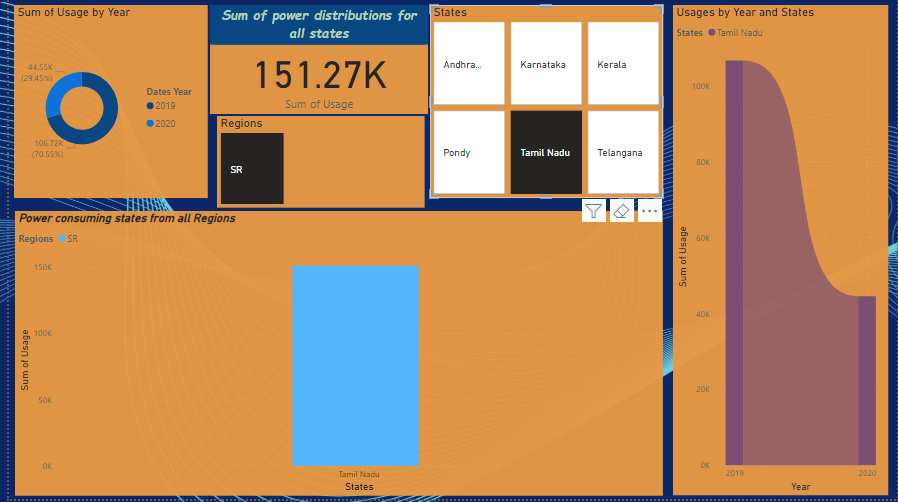 Sum of Usage by Year
44.55K
(29.45%)
106.72K
(70.55%)
Dates Year
2019
2020
Sum of power distributions for
all states
151.27K
Sum of Usage
Regions
SR
States
Andhra...
Karnataka
Kerala
Pondy
Tamil Nadu
Telangana
Usages by Year and States
States Tamil Nadu
100K
80K
60K
40K
20K
0K
Sum of Usage
2019
2020
Year
Power consuming states from all Regions
Regions SR
150K
100K
50K
0K
Sum of Usage
Tamil Nadu
States